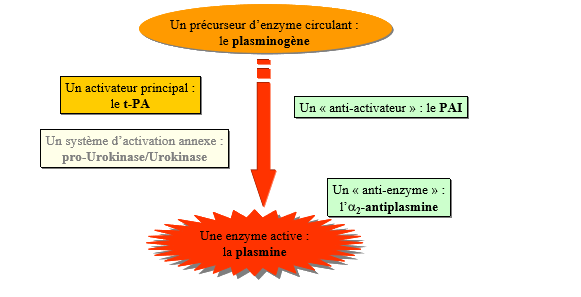 Un précurseur d’enzyme circulant :
le plasminogène
Un activateur principal :
le t-PA
Un « anti-activateur » : le PAI
Un système d’activation annexe :
pro-Urokinase/Urokinase
Un « anti-enzyme » :
l’α2-antiplasmine
Une enzyme active :
la plasmine